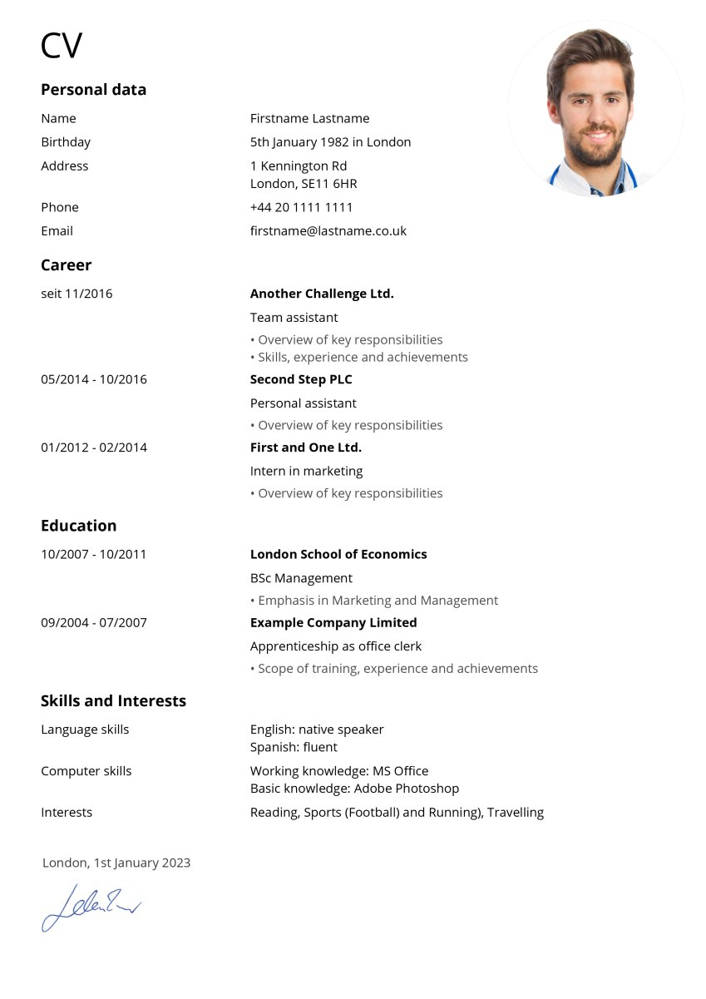 CV
Personal data
Name Firstname Lastname
Birthday 5th January 1982 in London
Address 1 Kennington Rd
London, SE11 6HR
Phone +44 20 1111 1111
Email firstname@lastname.co.uk
Career
seit 11/2016 Another Challenge Ltd.
Team assistant
• Overview of key responsibilities
• Skills, experience and achievements
05/2014 - 10/2016 Second Step PLC
Personal assistant
• Overview of key responsibilities
01/2012 - 02/2014 First and One Ltd.
Intern in marketing
• Overview of key responsibilities
Education
10/2007 - 10/2011 London School of Economics
BSc Management
• Emphasis in Marketing and Management
09/2004 - 07/2007 Example Company Limited
Apprenticeship as office clerk
• Scope of training, experience and achievements
Skills and Interests
Language skills English: native speaker
Spanish: fluent
Computer skills Working knowledge: MS Office
Basic knowledge: Adobe Photoshop
Interests Reading, Sports (Football) and Running), Travelling
London, 1st January 2023